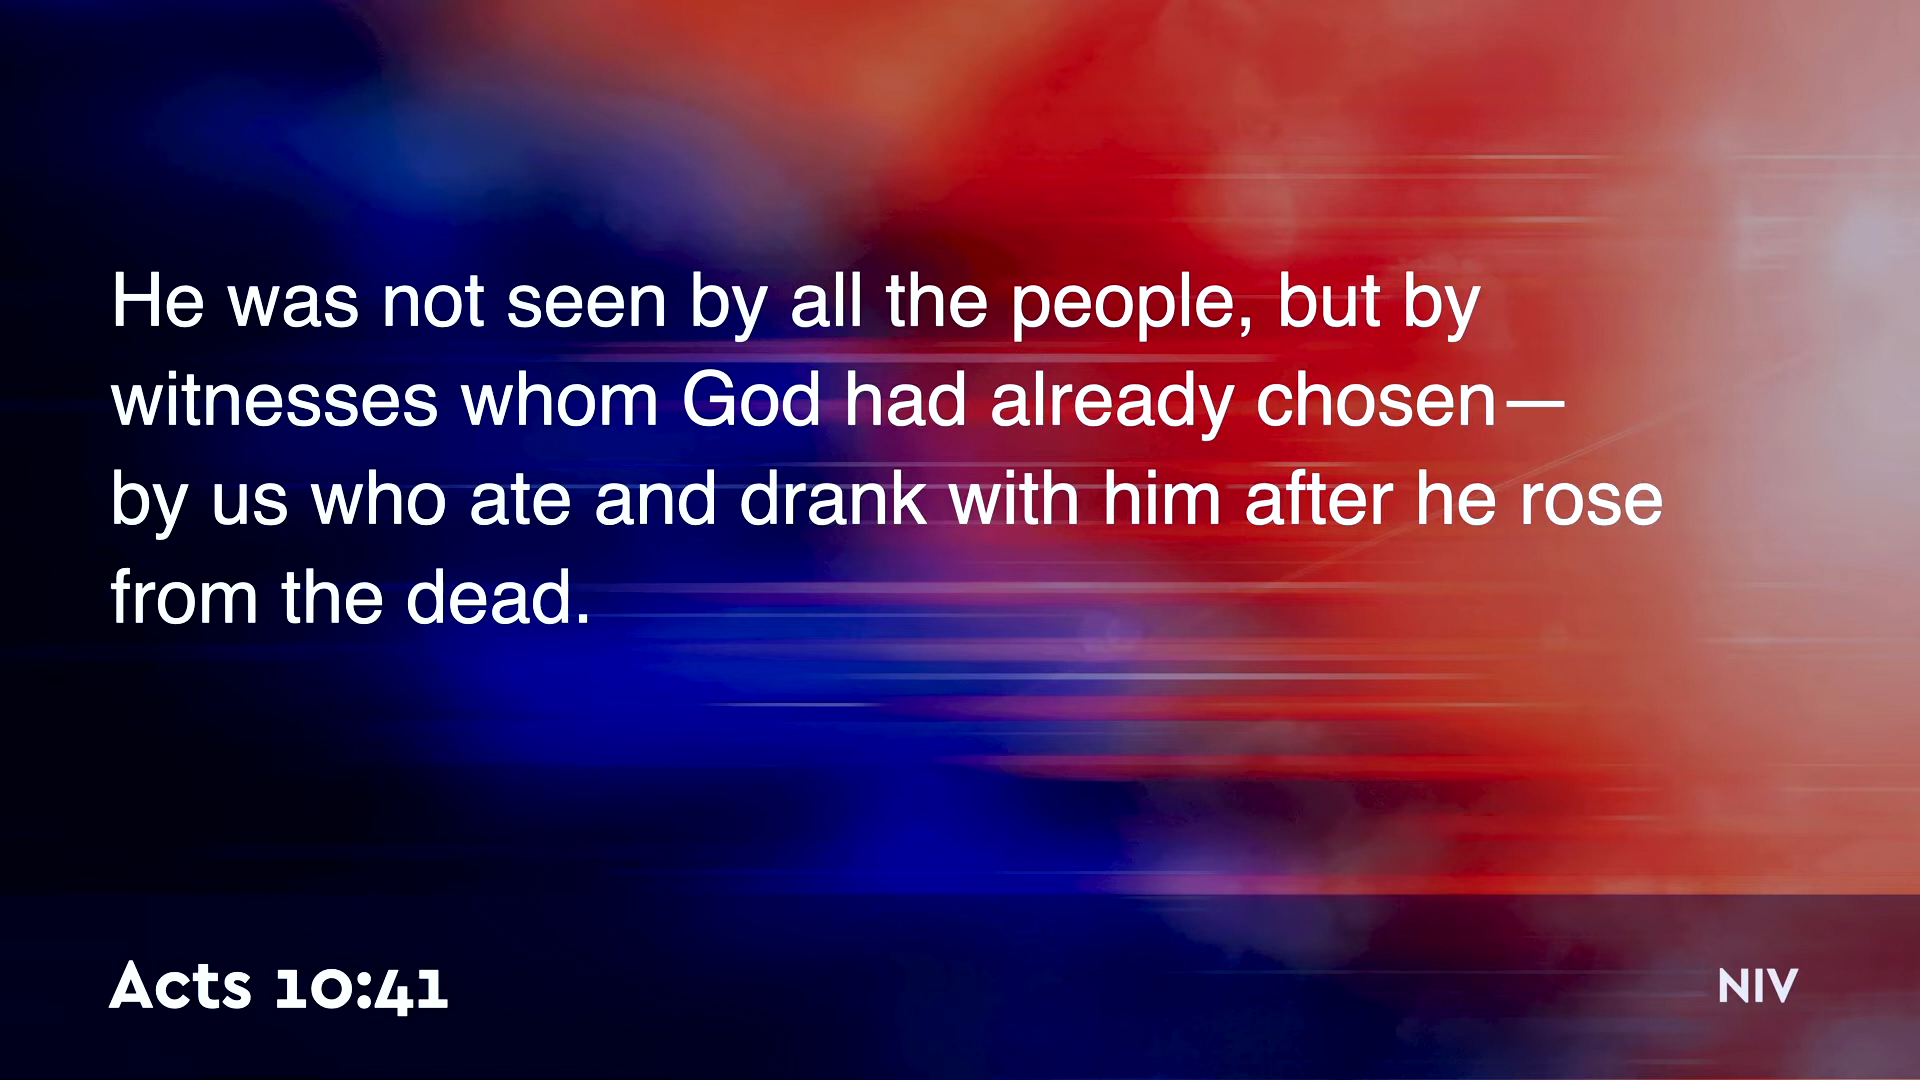 He was not seen by all the people, but by
witnesses whom God had already chosen—
by us who ate and drank with him after he rose
from the dead.
Acts 10:41
NIV